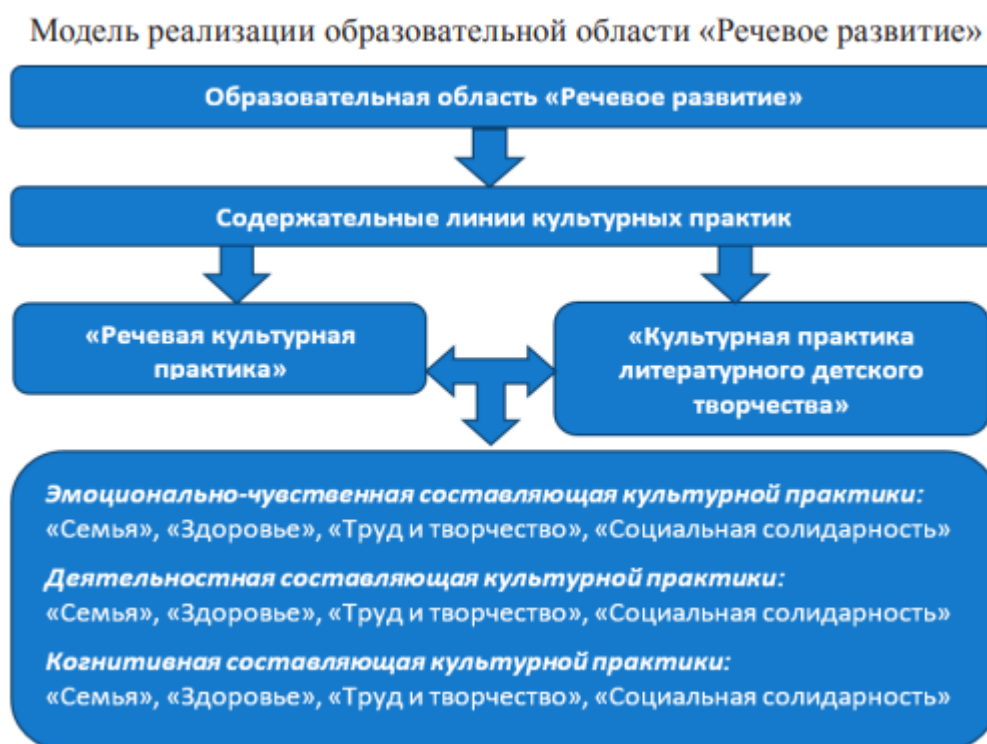 Модель реализации образовательной области «Речевое развитие»
Образовательная область «Речевое развитие»
Содержательные линии культурных практик
«Речевая культурная
практика»
«Культурная практика
литературного детского
творчества»
Эмоционально-чувственная составляющая культурной практики:
«Семья», «Здоровье», «Труд и творчество», «Социальная солидарность»
Деятельностная составляющая культурной практики:
«Семья», «Здоровье», «Труд и творчество», «Социальная солидарность»
Когнитивная составляющая культурной практики:
«Семья», «Здоровье», «Труд и творчество», «Социальная солидарность»